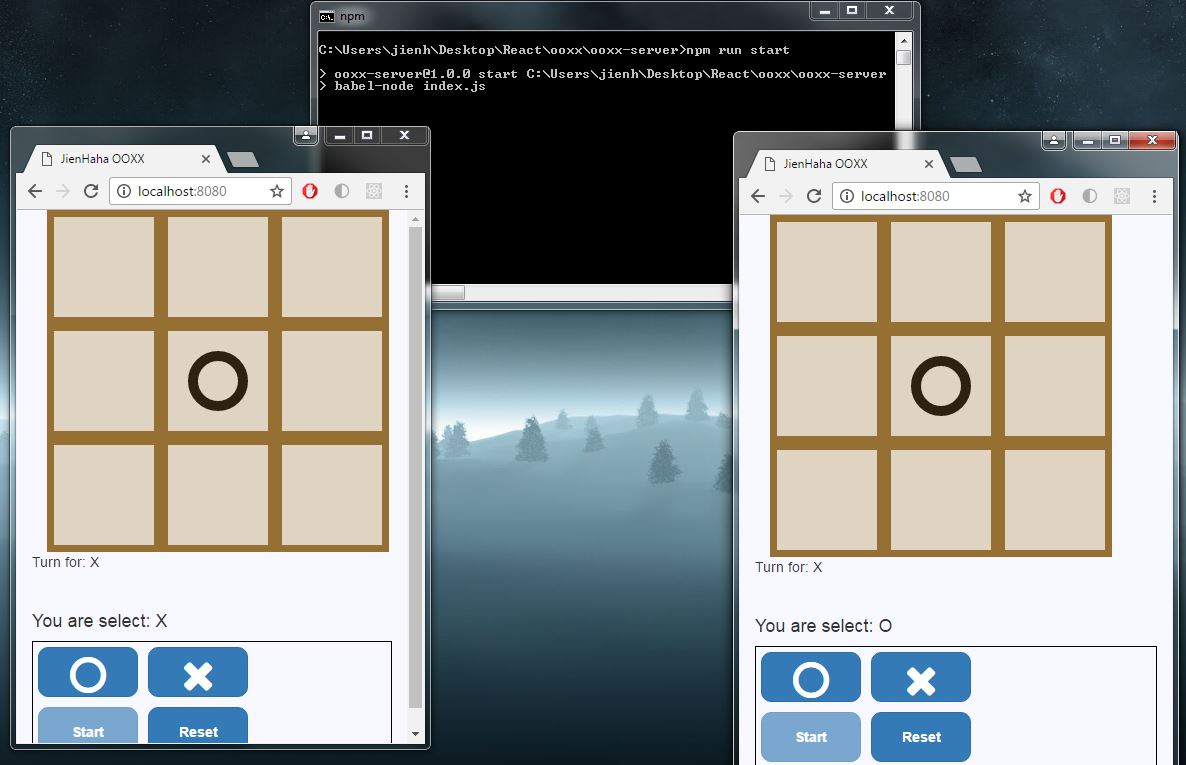 npm
C:\Users\jienh\Desktop\React\ooxx\ooxx-server>npm run start
> ooxx-server@1.0.0 start C:\Users\jienh\Desktop\React\ooxx\ooxx-server
> babel-node index.js
JienHaha OOXX
localhost:8080
Turn for: X
You are select: X
Start
Reset
JienHaha OOXX
localhost:8080
Turn for: X
You are select: O
Start
Reset